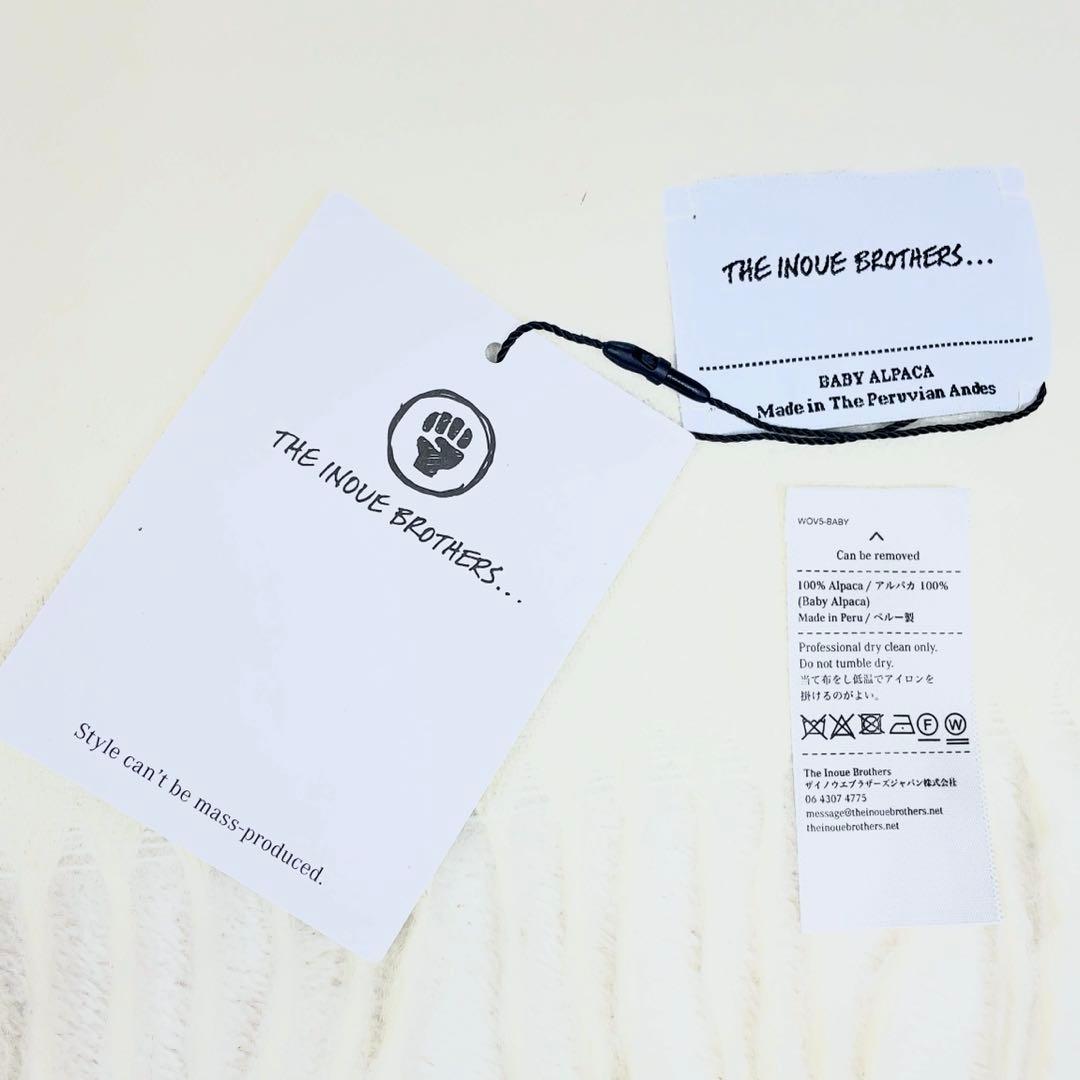 THE INOUE BROTHERS...
Style can't be mass-produced.
THE INOUE BROTHERS...
BABY ALPACA
Made in The Peruvian Andes
WOV5-BABY
Can be removed
100% Alpaca / アルパカ 100%
(Baby Alpaca)
Made in Peru / ペルー製
Professional dry clean only.
Do not tumble dry.
当て布をし低温でアイロンを
掛けるのがよい。
F W
The Inoue Brothers
ザイノウエブラザーズジャパン株式会社
06 4307 4775
message@theinouebrothers.net
theinouebrothers.net